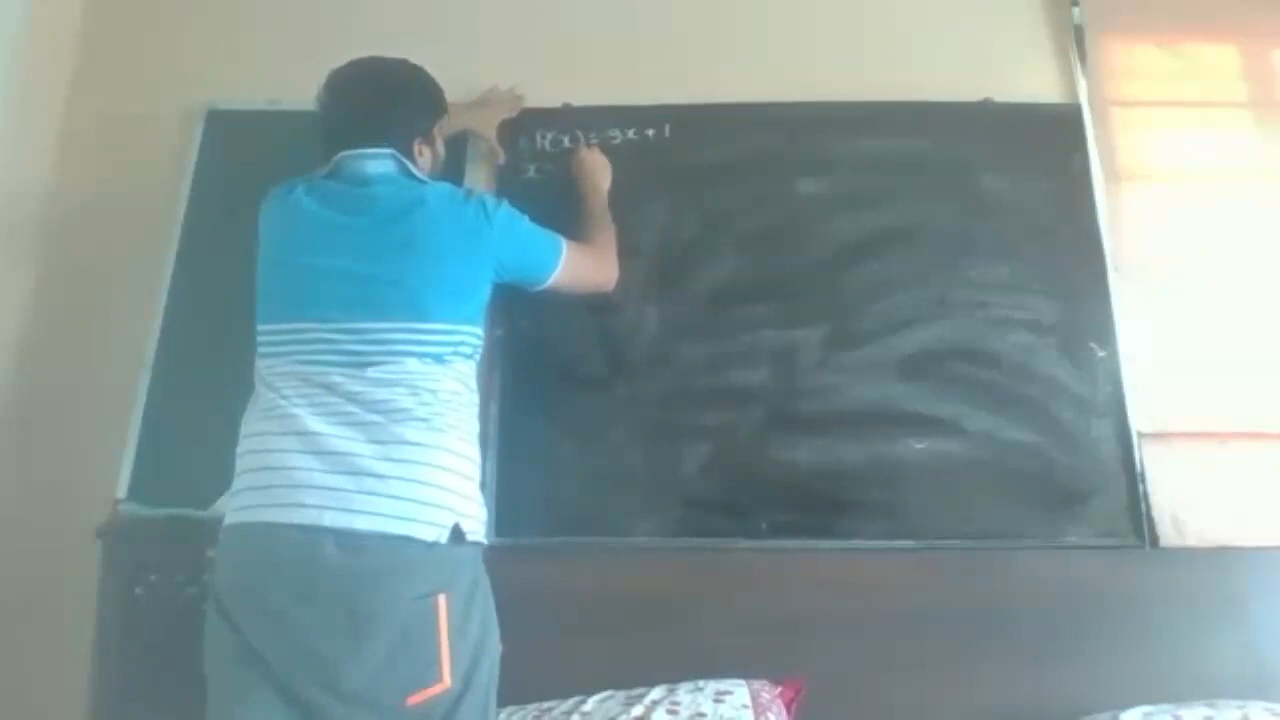 P(x) = 3x + 1
x =